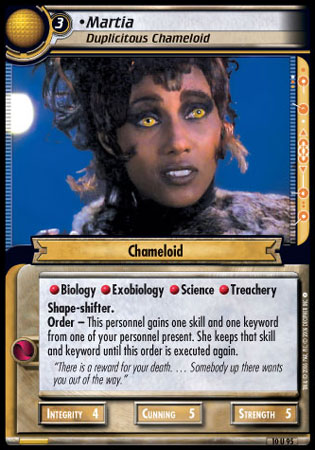 3
•Martia
Duplicitous Chameloid
Chameloid
Biology Exobiology Science Treachery
Shape-shifter.
Order – This personnel gains one skill and one keyword
from one of your personnel present. She keeps that skill
and keyword until this order is executed again.
"There is a reward for your death. … Somebody up there wants
you out of the way."
INTEGRITY 4 CUNNING 5 STRENGTH 5
10 U 95